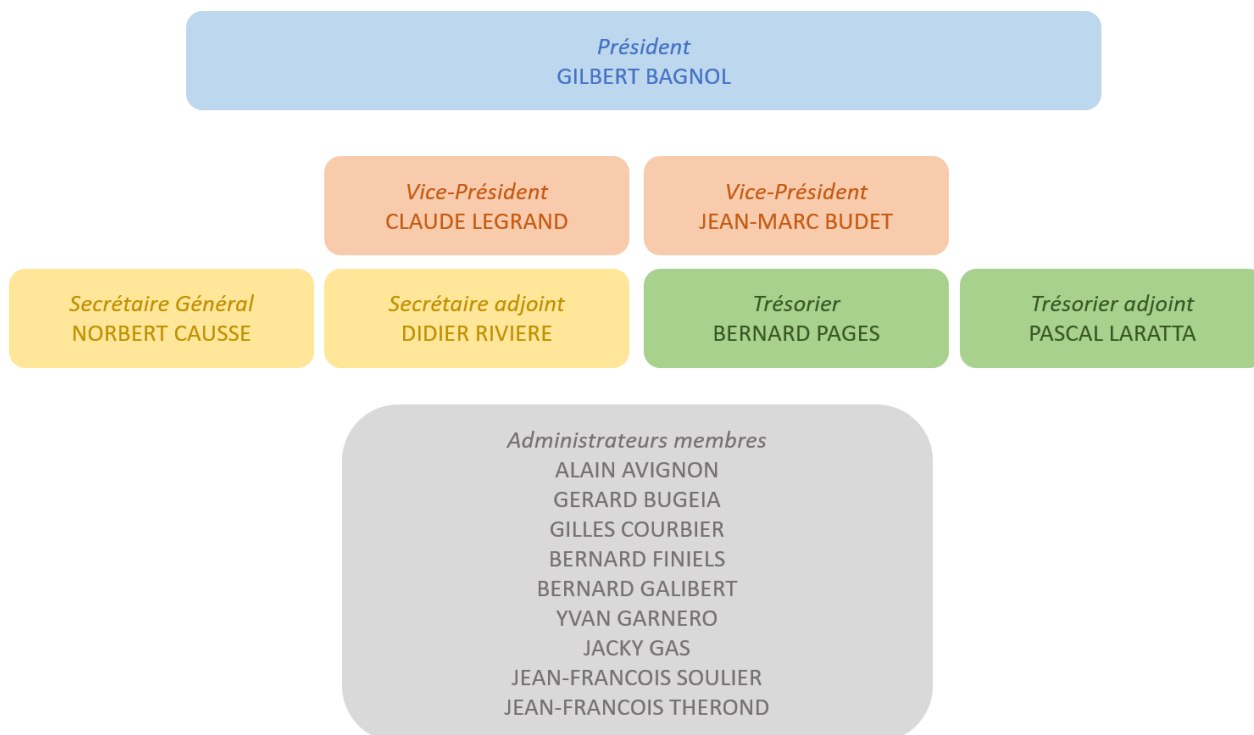 Président
GILBERT BAGNOL
Vice-Président
CLAUDE LEGRAND
Vice-Président
JEAN-MARC BUDET
Secrétaire Général
NORBERT CAUSSE
Secrétaire adjoint
DIDIER RIVIERE
Trésorier
BERNARD PAGES
Trésorier adjoint
PASCAL LARATTA
Administrateurs membres
ALAIN AVIGNON
GERARD BUGEIA
GILLES COURBIER
BERNARD FINIELS
BERNARD GALIBERT
YVAN GARNERO
JACKY GAS
JEAN-FRANCOIS SOULIER
JEAN-FRANCOIS THEROND